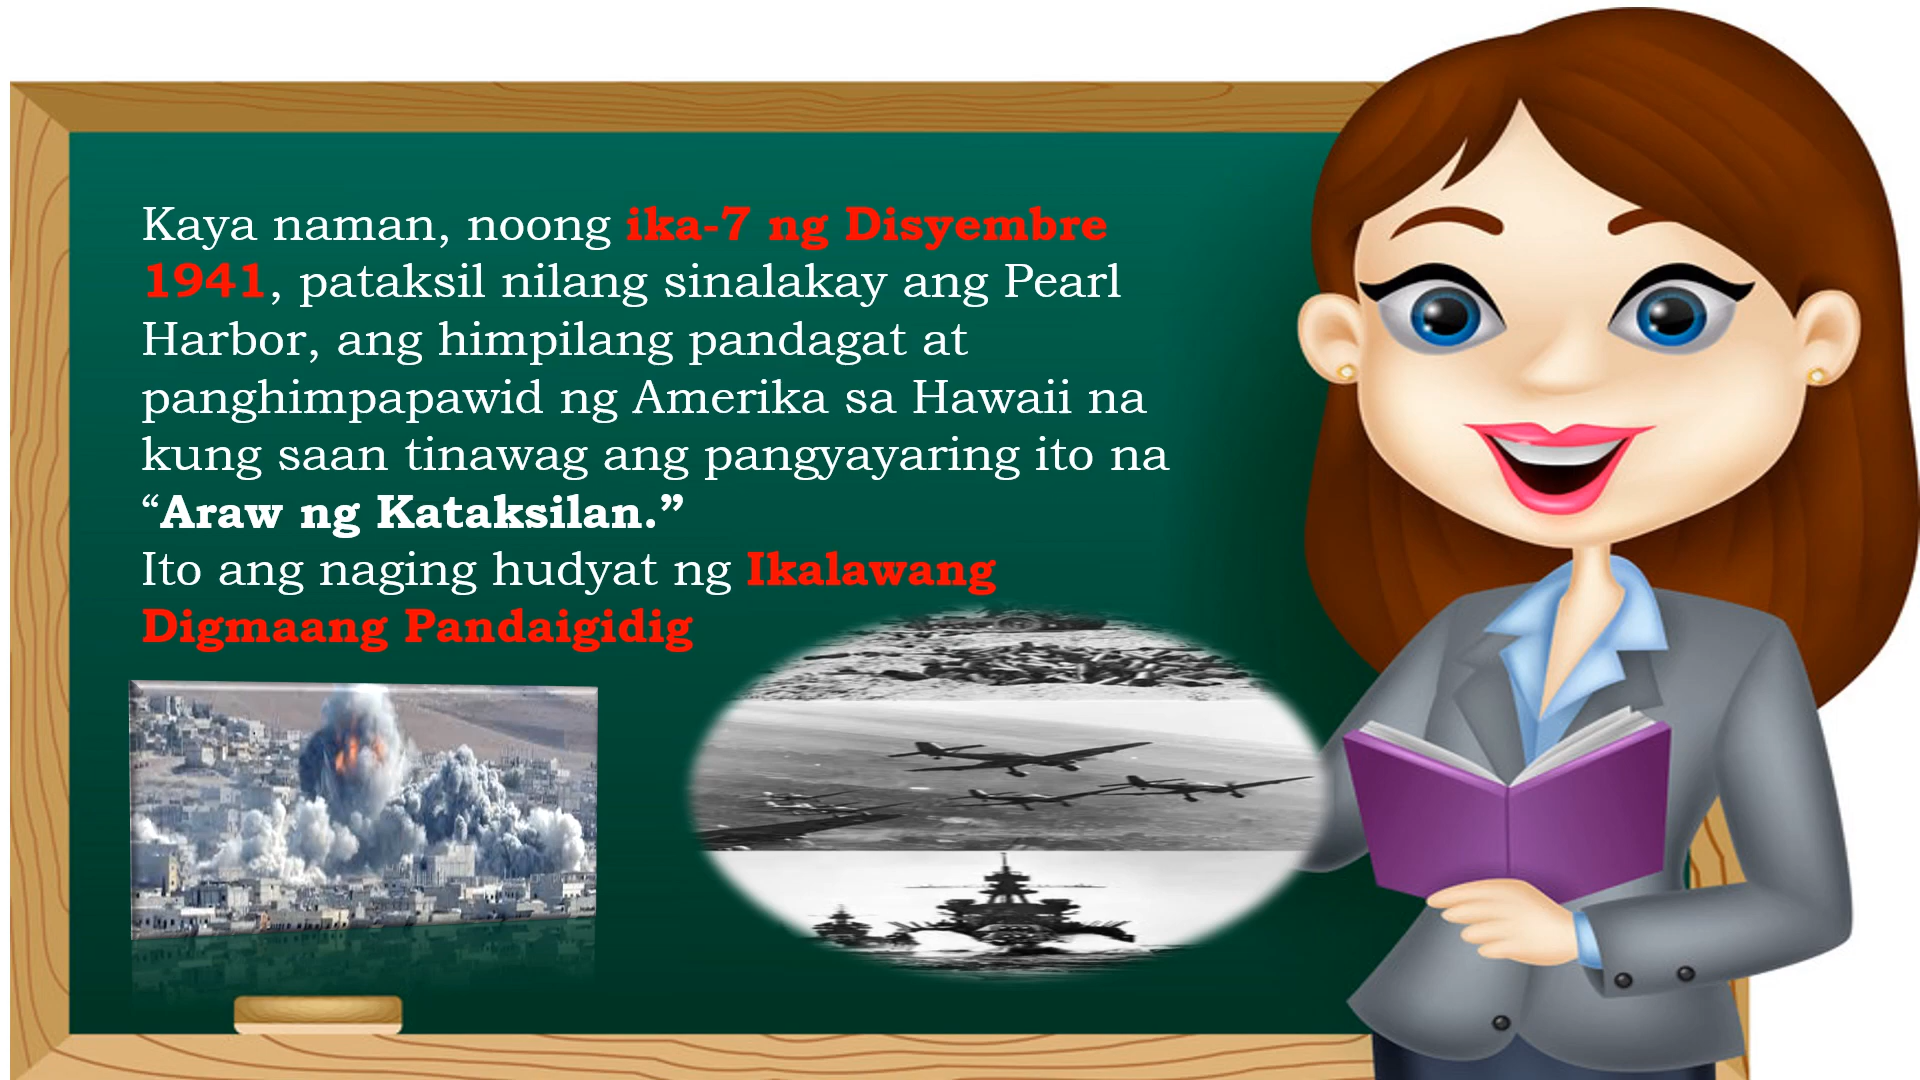 Kaya naman, noong ika-7 ng Disyembre
1941, pataksil nilang sinalakay ang Pearl
Harbor, ang himpilang pandagat at
panghimpapawid ng Amerika sa Hawaii na
kung saan tinawag ang pangyayaring ito na
“Araw ng Kataksilan.”
Ito ang naging hudyat ng Ikalawang
Digmaang Pandaigidig